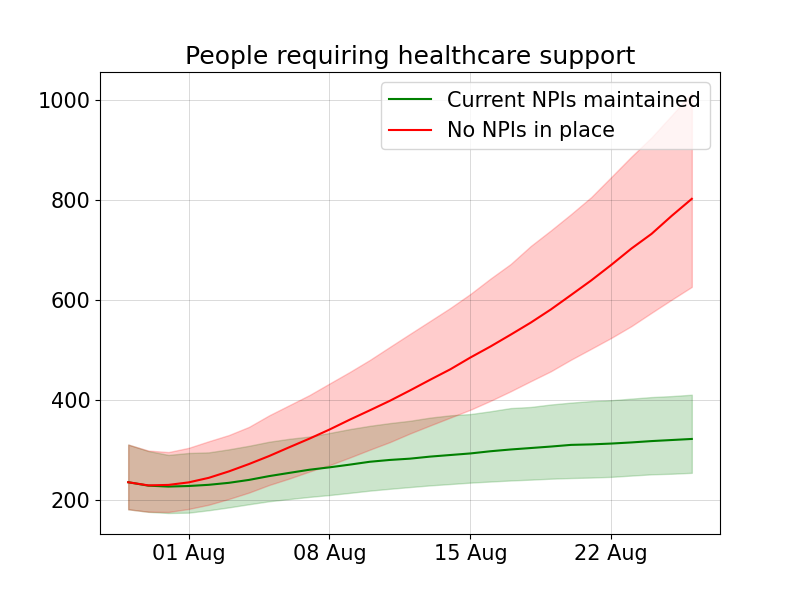 People requiring healthcare support
1000
800
600
400
200
Current NPIs maintained
No NPIs in place
01 Aug
08 Aug
15 Aug
22 Aug